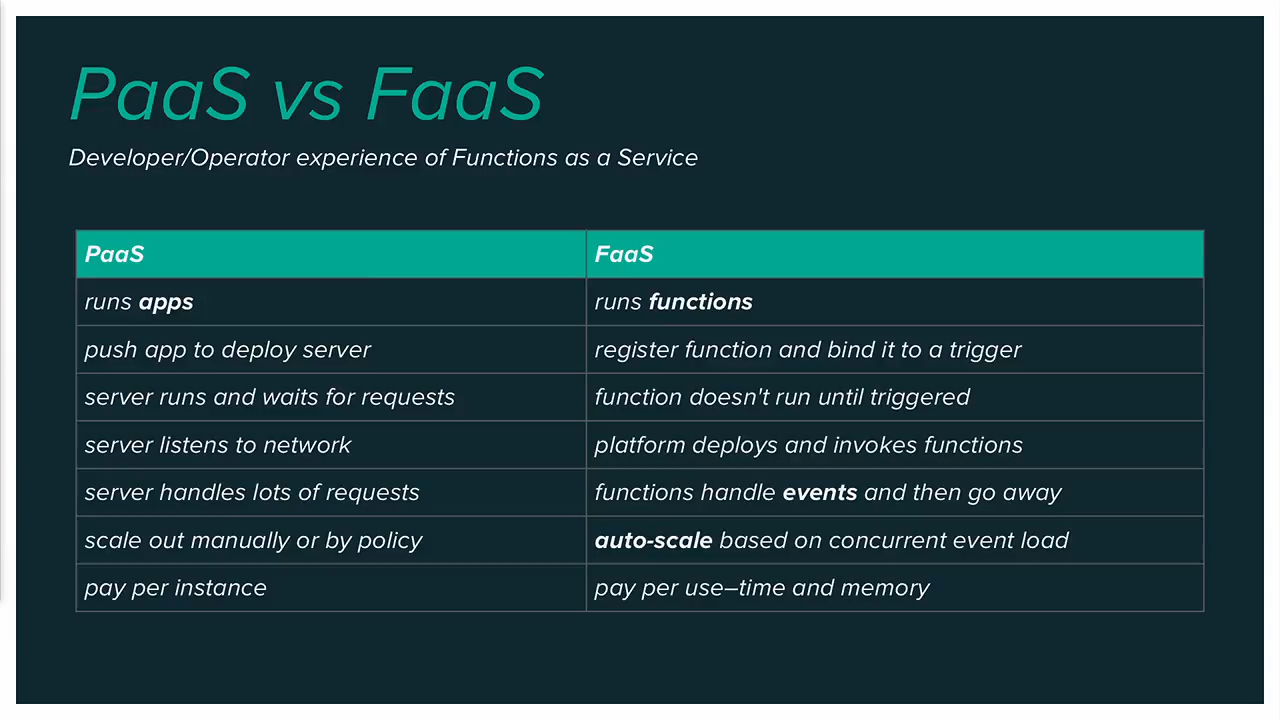 PaaS vs FaaS
Developer/Operator experience of Functions as a Service
PaaS FaaS
runs apps runs functions
push app to deploy server register function and bind it to a trigger
server runs and waits for requests function doesn't run until triggered
server listens to network platform deploys and invokes functions
server handles lots of requests functions handle events and then go away
scale out manually or by policy auto-scale based on concurrent event load
pay per instance pay per use–time and memory